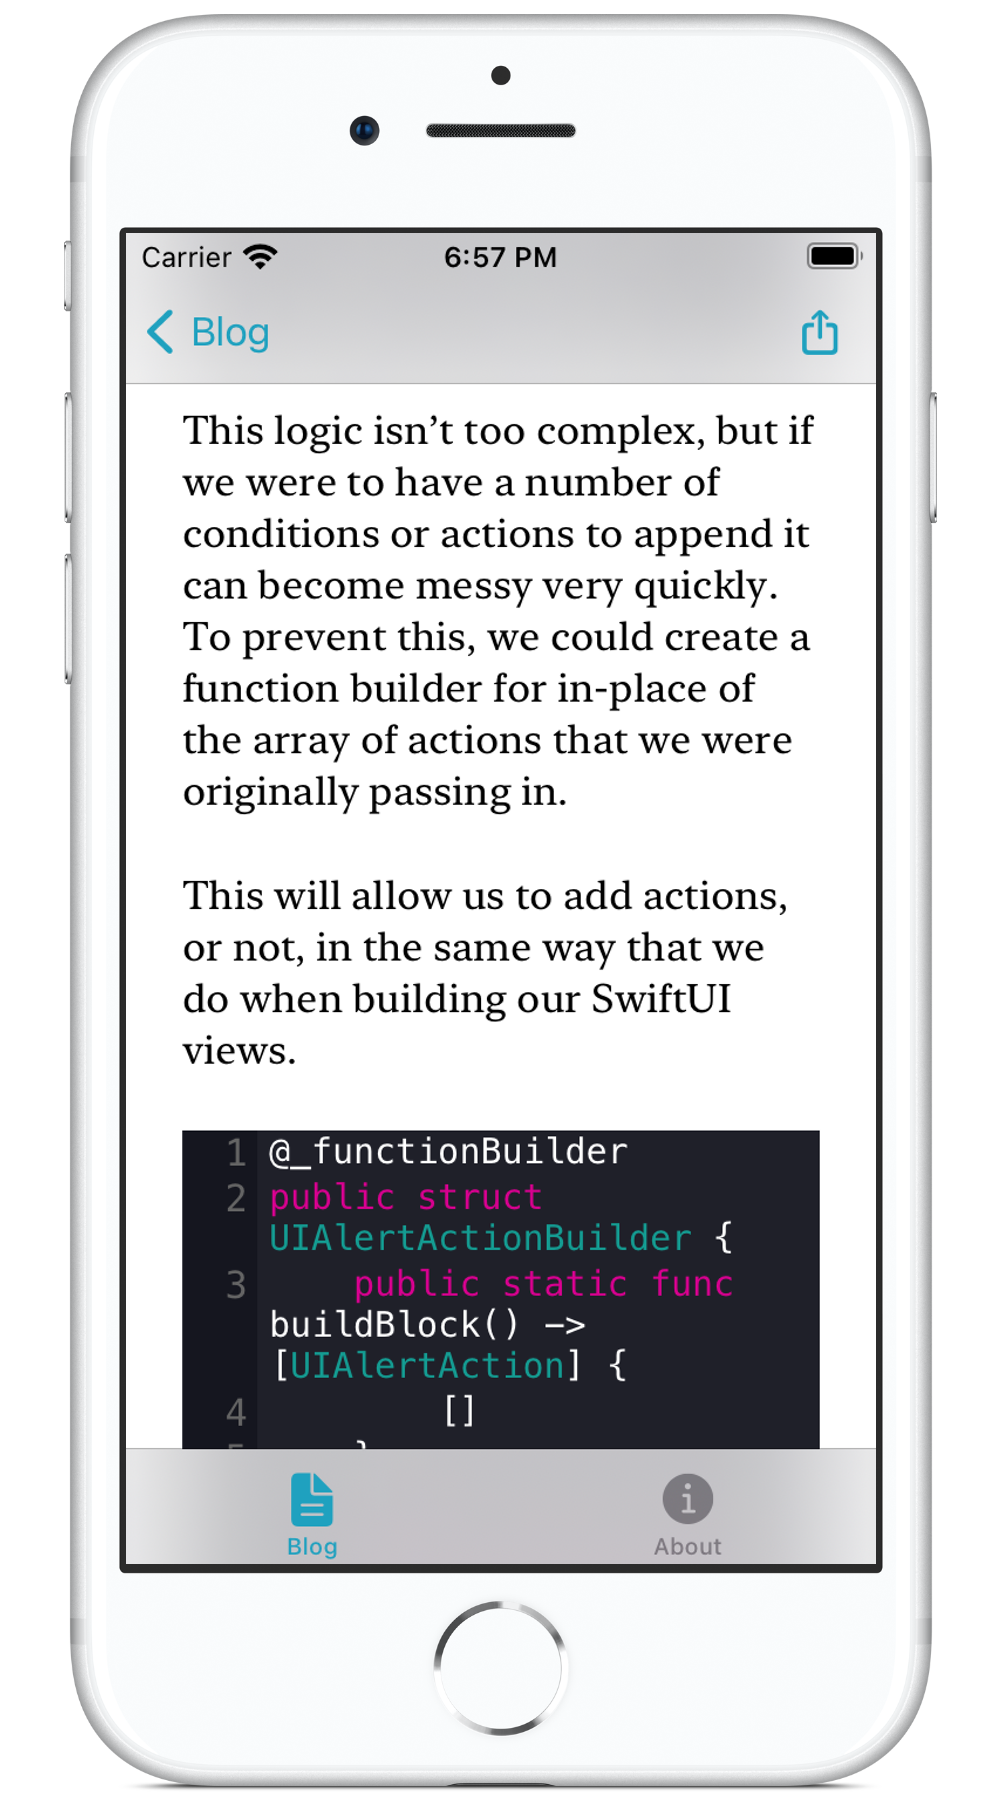 Carrier 6:57 PM
Blog
This logic isn’t too complex, but if
we were to have a number of
conditions or actions to append it
can become messy very quickly.
To prevent this, we could create a
function builder for in-place of
the array of actions that we were
originally passing in.
This will allow us to add actions,
or not, in the same way that we
do when building our SwiftUI
views.
1 @_functionBuilder
2 public struct
UIAlertActionBuilder {
3     public static func
buildBlock() ->
[UIAlertAction] {
4         []
5     }
Blog About